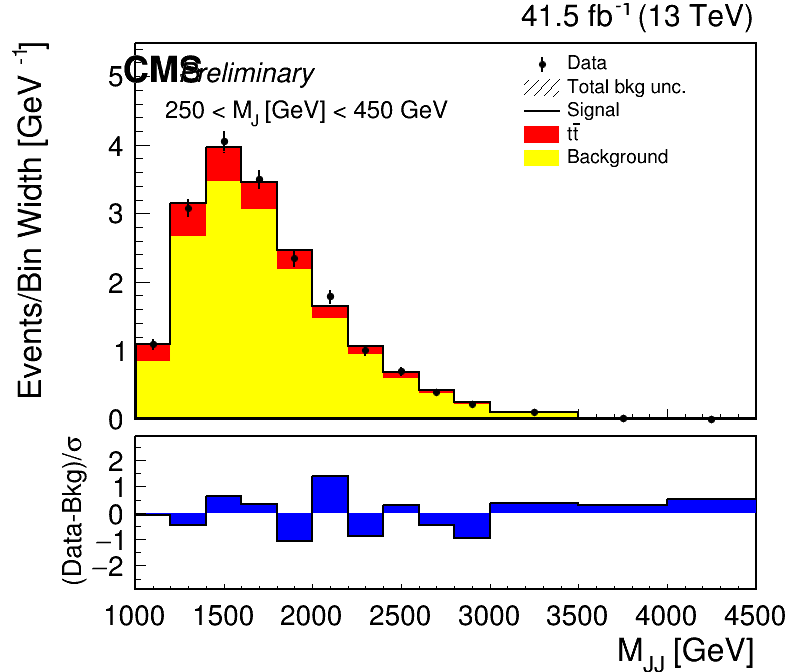 41.5 fb⁻¹ (13 TeV)
CMS Preliminary
250 < M_J [GeV] < 450 GeV
Data
Total bkg unc.
Signal
tt̄
Background
Events/Bin Width [GeV⁻¹]
5
4
3
2
1
0
(Data-Bkg)/σ
2
1
0
−1
−2
1000 1500 2000 2500 3000 3500 4000 4500
M_JJ [GeV]